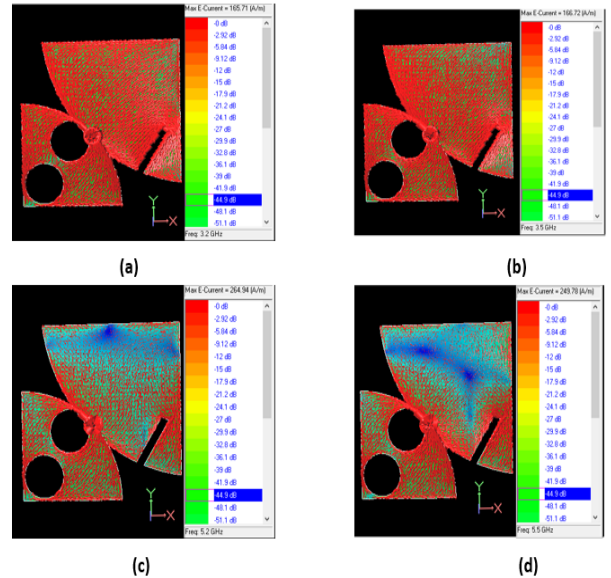 Max E-Current = 165.71 (A/m)
-0 dB
-2.92 dB
-5.84 dB
-9.12 dB
-12 dB
-15 dB
-17.9 dB
-21.2 dB
-24.1 dB
-27 dB
-29.9 dB
-32.8 dB
-36.1 dB
-39 dB
-41.9 dB
-44.9 dB
-48.1 dB
-51.1 dB
Y
X
Freq: 3.2 GHz
(a)
Max E-Current = 166.72 (A/m)
-0 dB
-2.92 dB
-5.84 dB
-9.12 dB
-12 dB
-15 dB
-17.9 dB
-21.2 dB
-24.1 dB
-27 dB
-29.9 dB
-32.8 dB
-36.1 dB
-39 dB
-41.9 dB
-44.9 dB
-48.1 dB
-51.1 dB
Y
X
Freq: 3.5 GHz
(b)
Max E-Current = 264.94 (A/m)
-0 dB
-2.92 dB
-5.84 dB
-9.12 dB
-12 dB
-15 dB
-17.9 dB
-21.2 dB
-24.1 dB
-27 dB
-29.9 dB
-32.8 dB
-36.1 dB
-39 dB
-41.9 dB
-44.9 dB
-48.1 dB
-51.1 dB
Y
X
Freq: 5.2 GHz
(c)
Max E-Current = 249.78 (A/m)
-0 dB
-2.92 dB
-5.84 dB
-9.12 dB
-12 dB
-15 dB
-17.9 dB
-21.2 dB
-24.1 dB
-27 dB
-29.9 dB
-32.8 dB
-36.1 dB
-39 dB
-41.9 dB
-44.9 dB
-48.1 dB
-51.1 dB
Y
X
Freq: 5.5 GHz
(d)